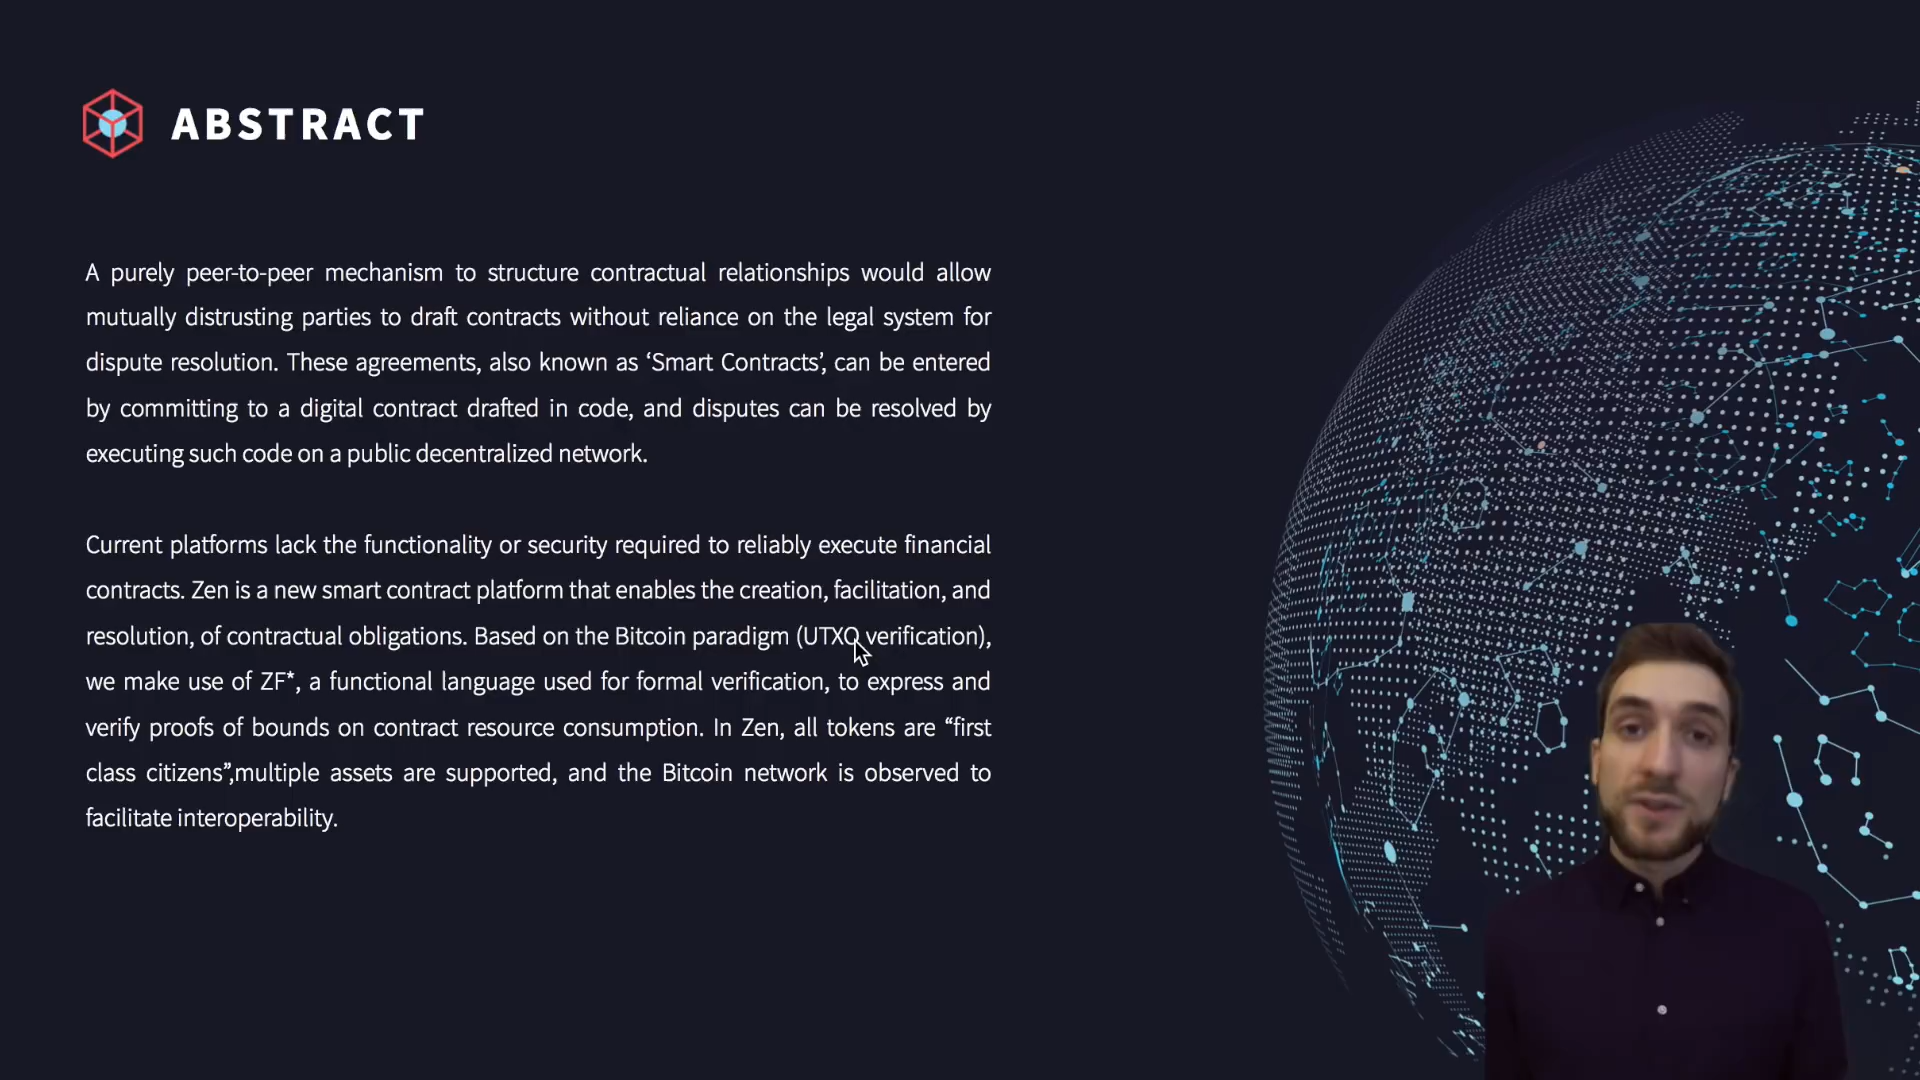 ABSTRACT
A purely peer-to-peer mechanism to structure contractual relationships would allow
mutually distrusting parties to draft contracts without reliance on the legal system for
dispute resolution. These agreements, also known as ‘Smart Contracts’, can be entered
by committing to a digital contract drafted in code, and disputes can be resolved by
executing such code on a public decentralized network.
Current platforms lack the functionality or security required to reliably execute financial
contracts. Zen is a new smart contract platform that enables the creation, facilitation, and
resolution, of contractual obligations. Based on the Bitcoin paradigm (UTXO verification),
we make use of ZF*, a functional language used for formal verification, to express and
verify proofs of bounds on contract resource consumption. In Zen, all tokens are “first
class citizens”,multiple assets are supported, and the Bitcoin network is observed to
facilitate interoperability.